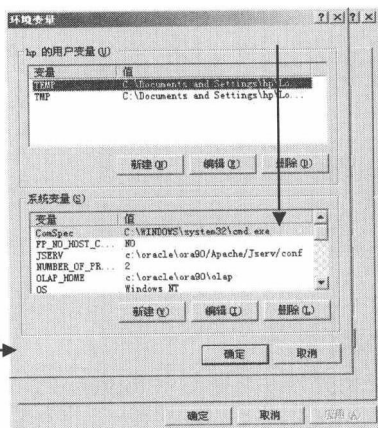 环境变量
hp 的用户变量(U)
变量 值
TEMP C:\Documents and Settings\hp\Lo...
TMP C:\Documents and Settings\hp\Lo...
新建(N) 编辑(E) 删除(D)
系统变量(S)
变量 值
ComSpec C:\WINDOWS\system32\cmd.exe
FP_NO_HOST_C... NO
JSERV c:\oracle\ora90/Apache/Jserv/conf
NUMBER_OF_PR... 2
OLAP_HOME c:\oracle\ora90\olap
OS Windows NT
新建(W) 编辑(I) 删除(L)
确定 取消
确定 取消 应用(A)